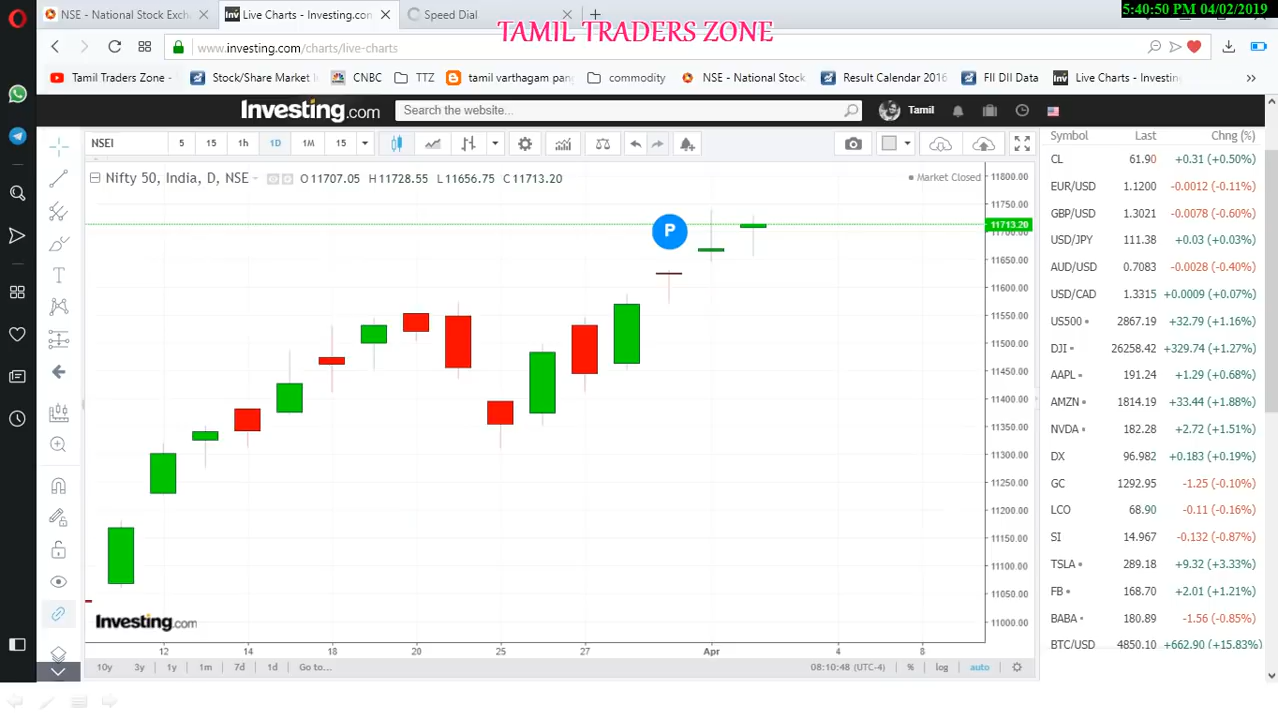 5:40:50 PM 04/02/2019
NSE - National Stock Exch
Live Charts - Investing.com
Speed Dial
TAMIL TRADERS ZONE
www.investing.com/charts/live-charts
Tamil Traders Zone -
Stock/Share Market
CNBC
TTZ
tamil varthagam pan
commodity
NSE - National Stock
Result Calendar 2016
FII DII Data
Live Charts - Investin
Investing.com
Search the website...
Tamil
NSEI
5
15
1h
1D
1M
15
Nifty 50, India, D, NSE
O11707.05 H11728.55 L11656.75 C11713.20
Market Closed
P
11800.00
11750.00
11713.20
11700.00
11650.00
11600.00
11550.00
11500.00
11450.00
11400.00
11350.00
11300.00
11250.00
11200.00
11150.00
11100.00
11050.00
11000.00
Investing.com
12 14 18 20 25 27 Apr 4 8
10y 3y 1y 1m 7d 1d Go to...
08:10:48 (UTC-4) % log auto
Symbol Last Chng (%)
CL 61.90 +0.31 (+0.50%)
EUR/USD 1.1200 -0.0012 (-0.11%)
GBP/USD 1.3021 -0.0078 (-0.60%)
USD/JPY 111.38 +0.03 (+0.03%)
AUD/USD 0.7083 -0.0028 (-0.40%)
USD/CAD 1.3315 +0.0009 (+0.07%)
US500 2867.19 +32.79 (+1.16%)
DJI 26258.42 +329.74 (+1.27%)
AAPL 191.24 +1.29 (+0.68%)
AMZN 1814.19 +33.44 (+1.88%)
NVDA 182.28 +2.72 (+1.51%)
DX 96.982 +0.183 (+0.19%)
GC 1292.95 -1.25 (-0.10%)
LCO 68.90 -0.11 (-0.16%)
SI 14.967 -0.132 (-0.87%)
TSLA 289.18 +9.32 (+3.33%)
FB 168.70 +2.01 (+1.21%)
BABA 180.89 -1.56 (-0.85%)
BTC/USD 4850.10 +662.90 (+15.83%)